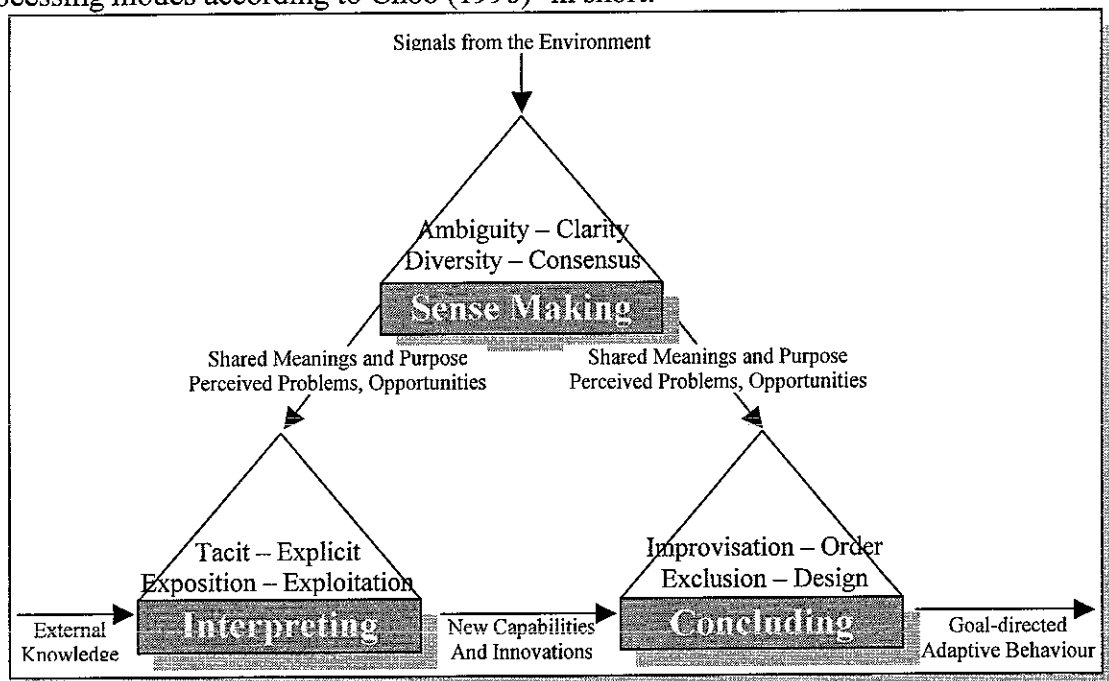 ocessing modes according to Choo (1996) in short.
Signals from the Environment
Ambiguity – Clarity
Diversity – Consensus
Sense Making
Shared Meanings and Purpose
Perceived Problems, Opportunities
Shared Meanings and Purpose
Perceived Problems, Opportunities
Tacit – Explicit
Exposition – Exploitation
Interpreting
Improvisation – Order
Exclusion – Design
Concluding
External
Knowledge
New Capabilities
And Innovations
Goal-directed
Adaptive Behaviour